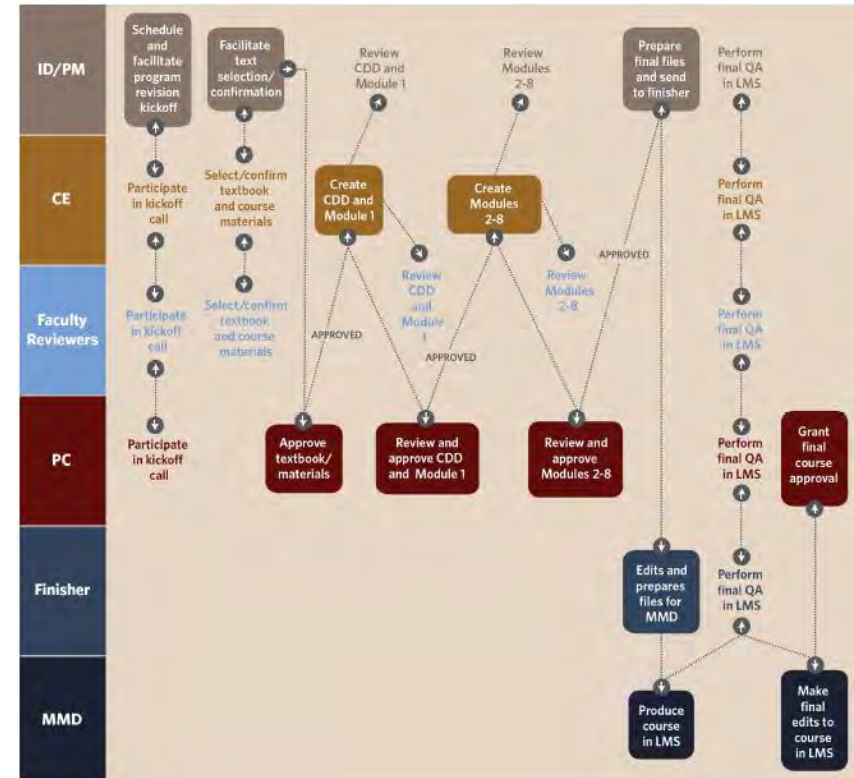 ID/PM
Schedule
and
facilitate
program
revision
kickoff
Facilitate
text
selection/
confirmation
Review
CDD and
Module 1
Review
Modules
2-8
Prepare
final files
and send
to finisher
Perform
final QA
in LMS
CE
Participate
in kickoff
call
Select/confirm
textbook
and course
materials
Create
CDD and
Module 1
Create
Modules
2-8
Perform
final QA
in LMS
APPROVED
Faculty
Reviewers
Participate
in kickoff
call
Select/confirm
textbook
and course
materials
Review
CDD
and
Module
1
Review
Modules
2-8
Perform
final QA
in LMS
APPROVED
APPROVED
PC
Participate
in kickoff
call
Approve
textbook/
materials
Review and
approve CDD
and Module 1
Review and
approve
Modules 2-8
Perform
final QA
in LMS
Grant
final
course
approval
Finisher
Edits and
prepares
files for
MMD
Perform
final QA
in LMS
MMD
Produce
course
in LMS
Make
final
edits to
course
in LMS